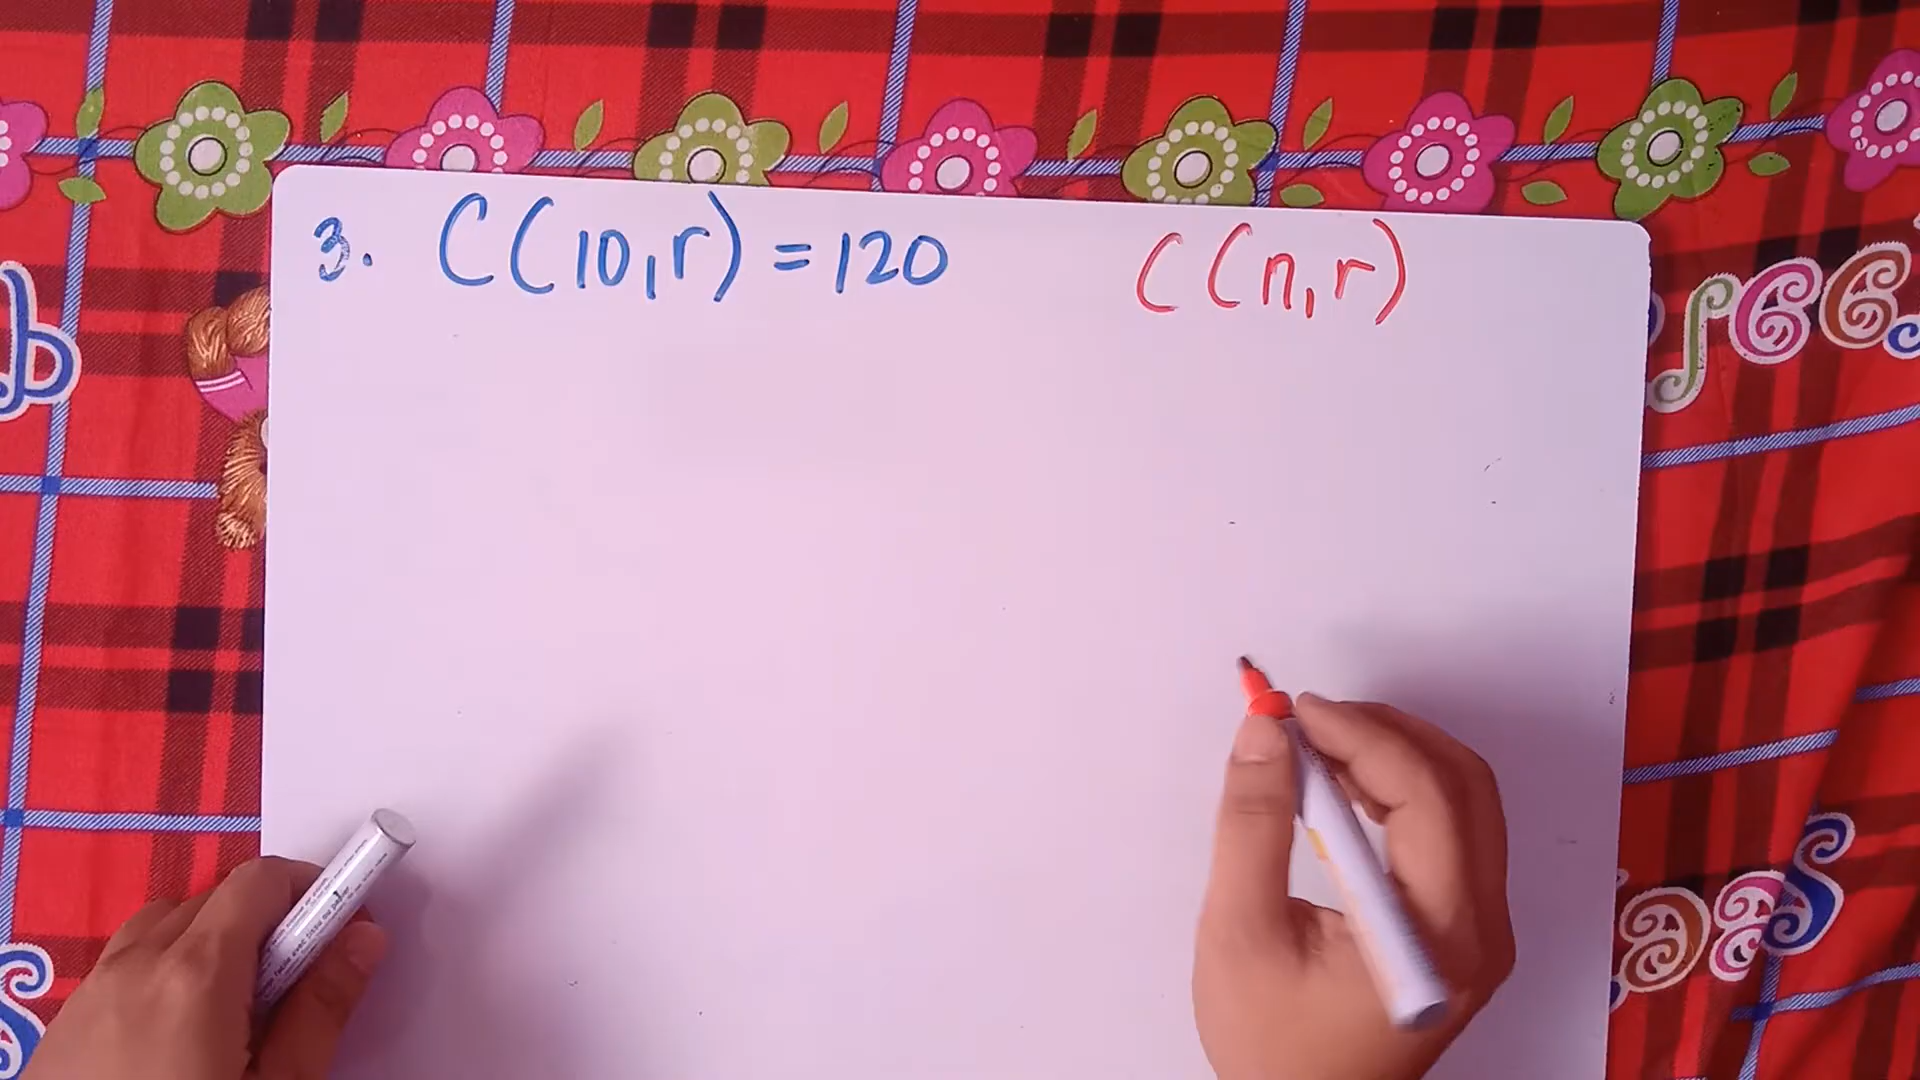 3. C(10,r) = 120
C(n,r)